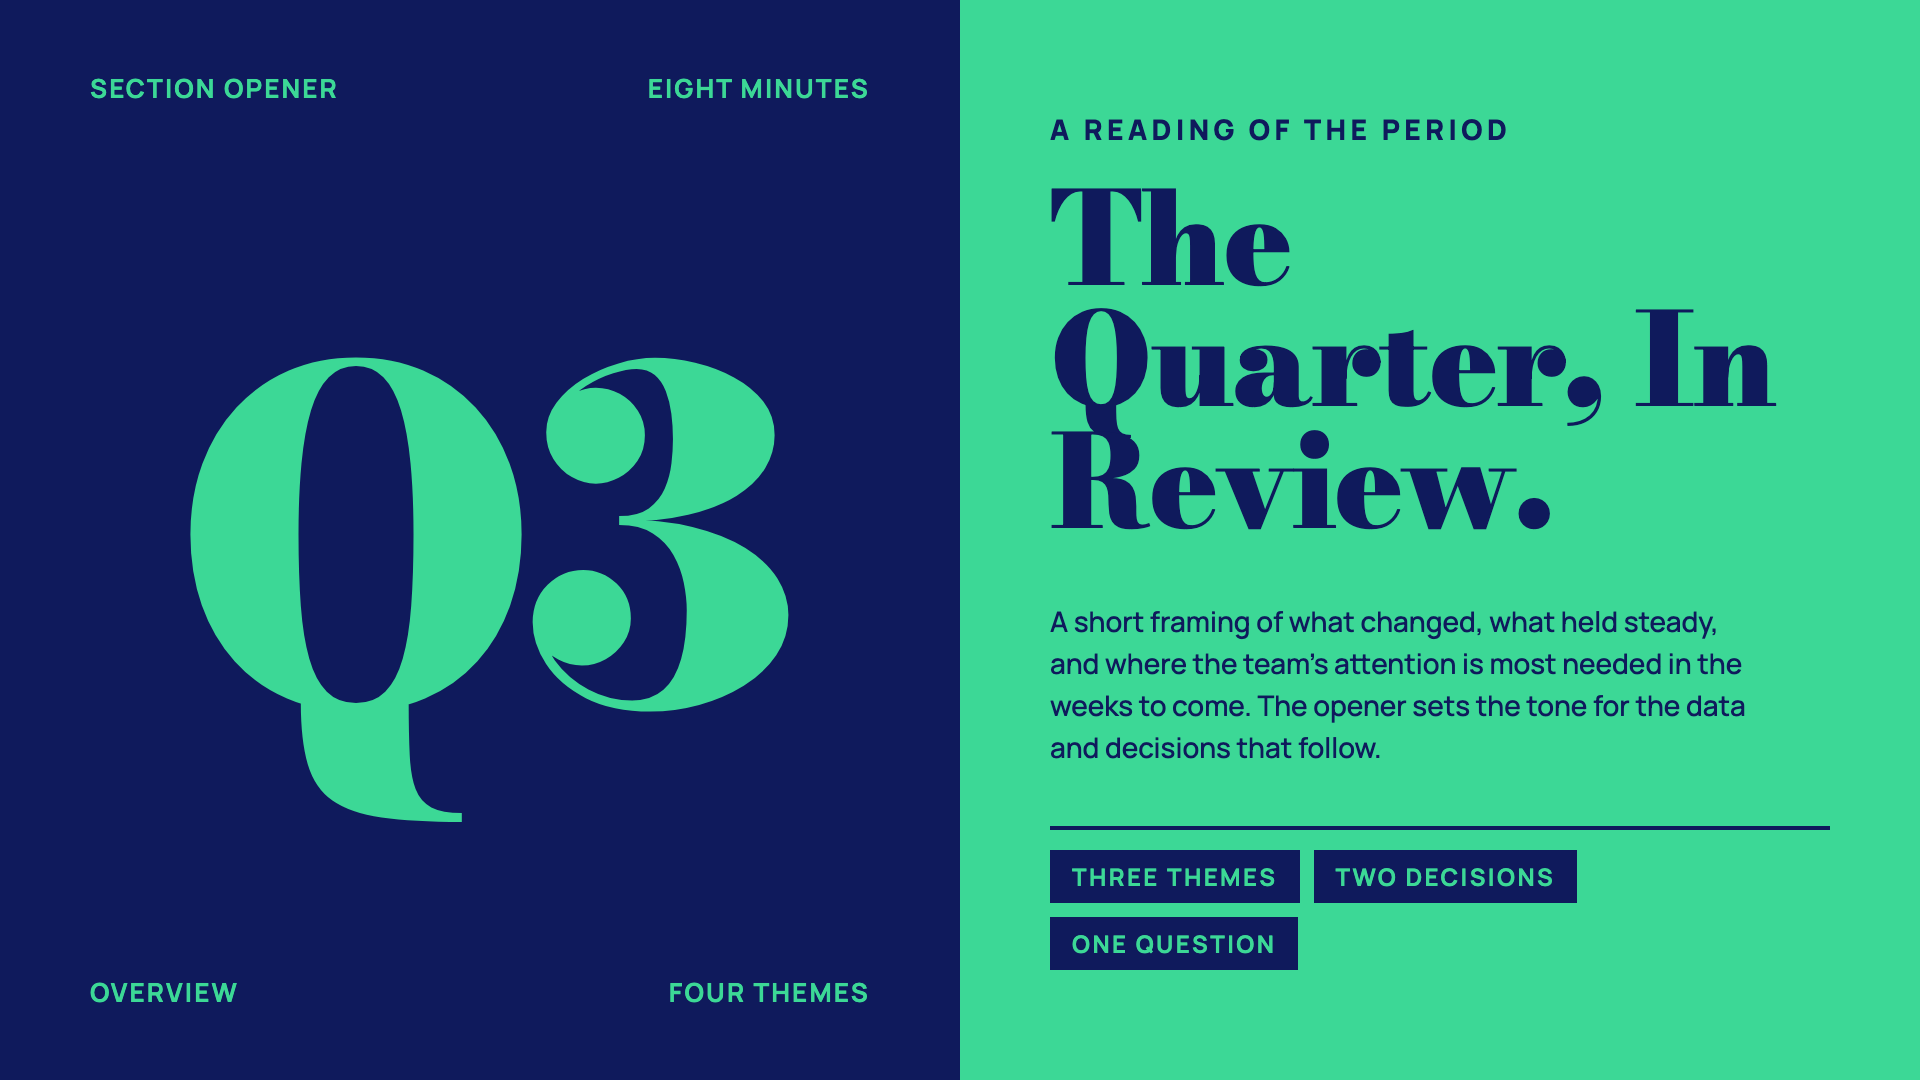 SECTION OPENER
EIGHT MINUTES
Q3
OVERVIEW
FOUR THEMES
A READING OF THE PERIOD
The
Quarter, In
Review.
A short framing of what changed, what held steady,
and where the team’s attention is most needed in the
weeks to come. The opener sets the tone for the data
and decisions that follow.
THREE THEMES
TWO DECISIONS
ONE QUESTION